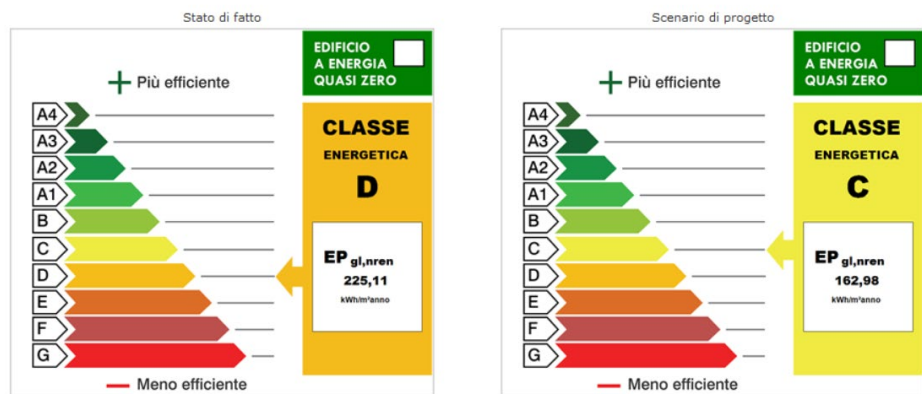 Stato di fatto
EDIFICIO
A ENERGIA
QUASI ZERO
Più efficiente
A4
A3
A2
A1
B
C
D
E
F
G
Meno efficiente
CLASSE
ENERGETICA
D
EP gl,nren
225,11
kWh/m²anno
Scenario di progetto
EDIFICIO
A ENERGIA
QUASI ZERO
Più efficiente
A4
A3
A2
A1
B
C
D
E
F
G
Meno efficiente
CLASSE
ENERGETICA
C
EP gl,nren
162,98
kWh/m²anno